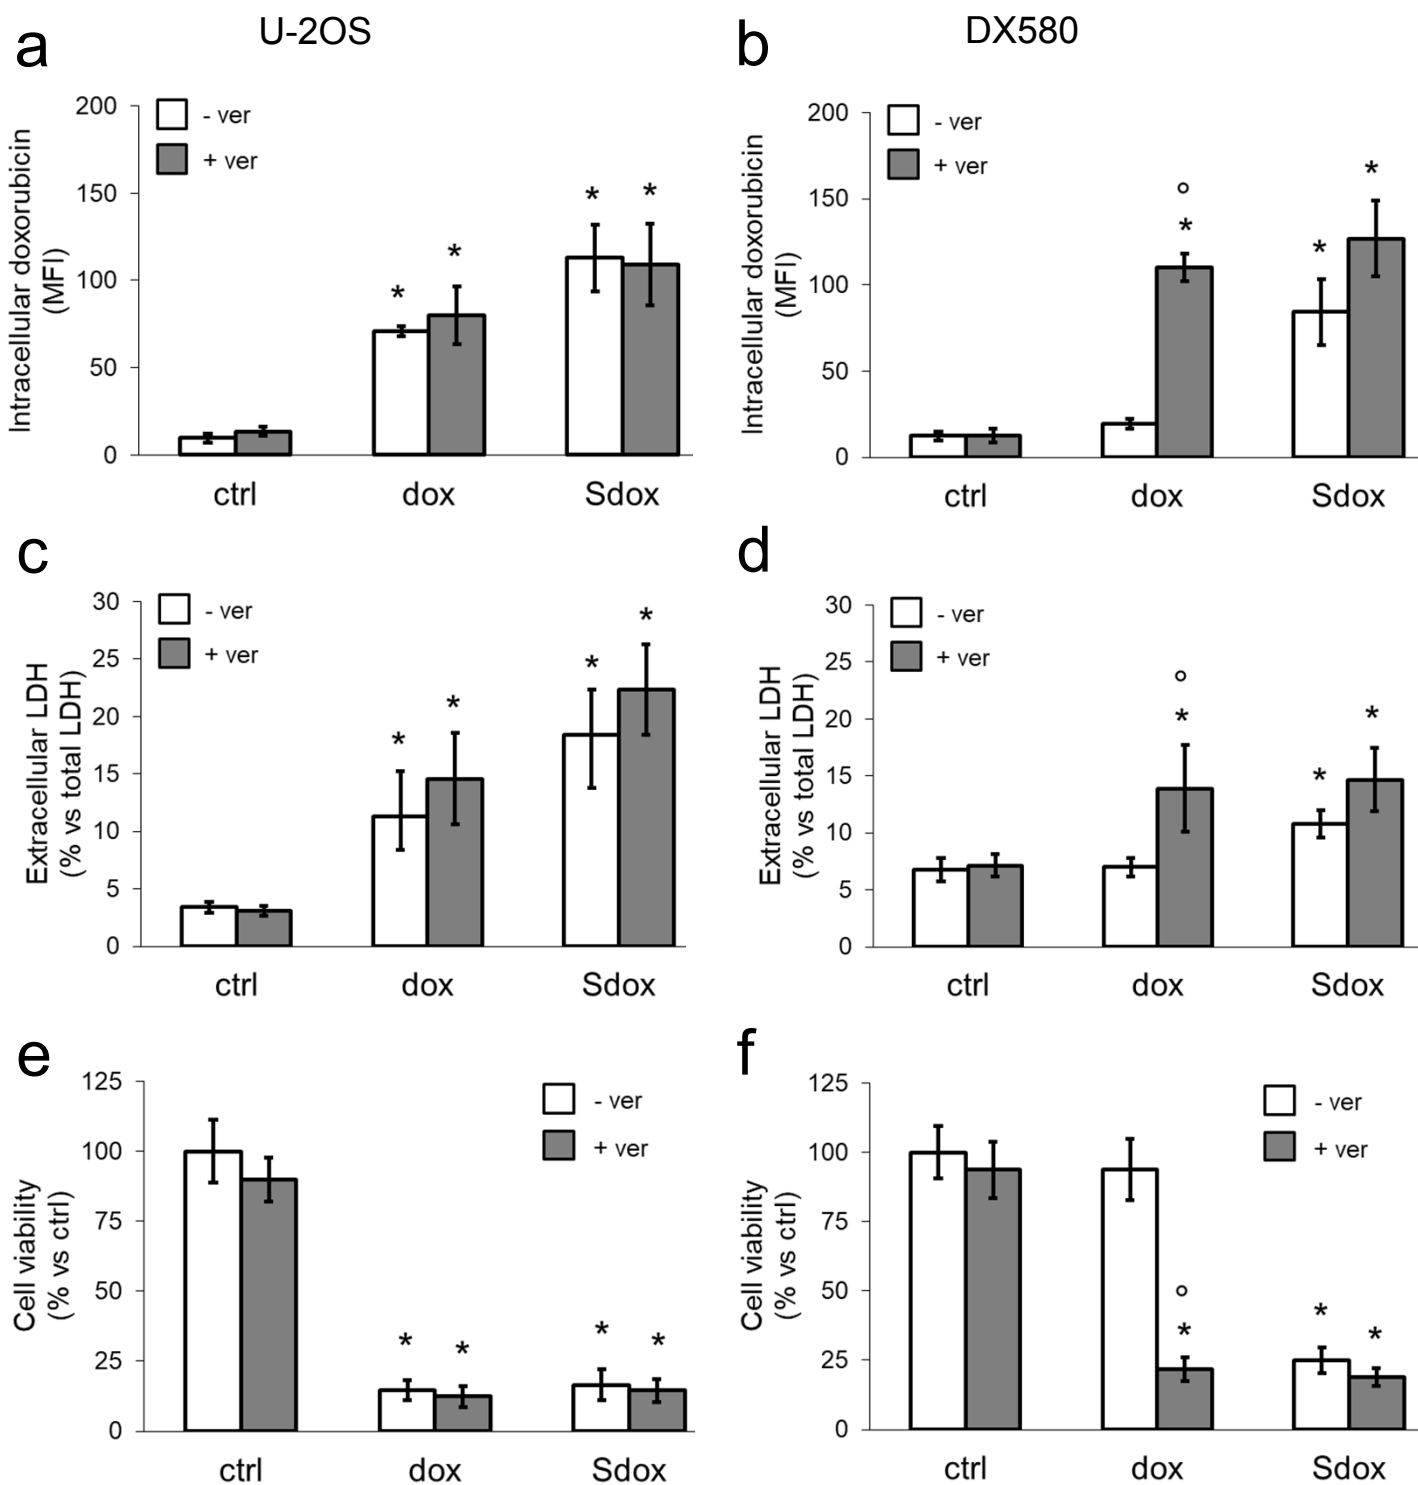 a
U-2OS
b
DX580
200
150
100
50
0
Intracellular doxorubicin
(MFI)
- ver
+ ver
*
*
*
*
ctrl
dox
Sdox
200
150
100
50
0
Intracellular doxorubicin
(MFI)
- ver
+ ver
°
*
*
*
ctrl
dox
Sdox
c
30
25
20
15
10
5
0
Extracellular LDH
(% vs total LDH)
- ver
+ ver
*
*
*
*
ctrl
dox
Sdox
d
30
25
20
15
10
5
0
Extracellular LDH
(% vs total LDH)
- ver
+ ver
°
*
*
*
ctrl
dox
Sdox
e
125
100
75
50
25
0
Cell viability
(% vs ctrl)
- ver
+ ver
*
*
*
*
ctrl
dox
Sdox
f
125
100
75
50
25
0
Cell viability
(% vs ctrl)
- ver
+ ver
°
*
*
*
ctrl
dox
Sdox